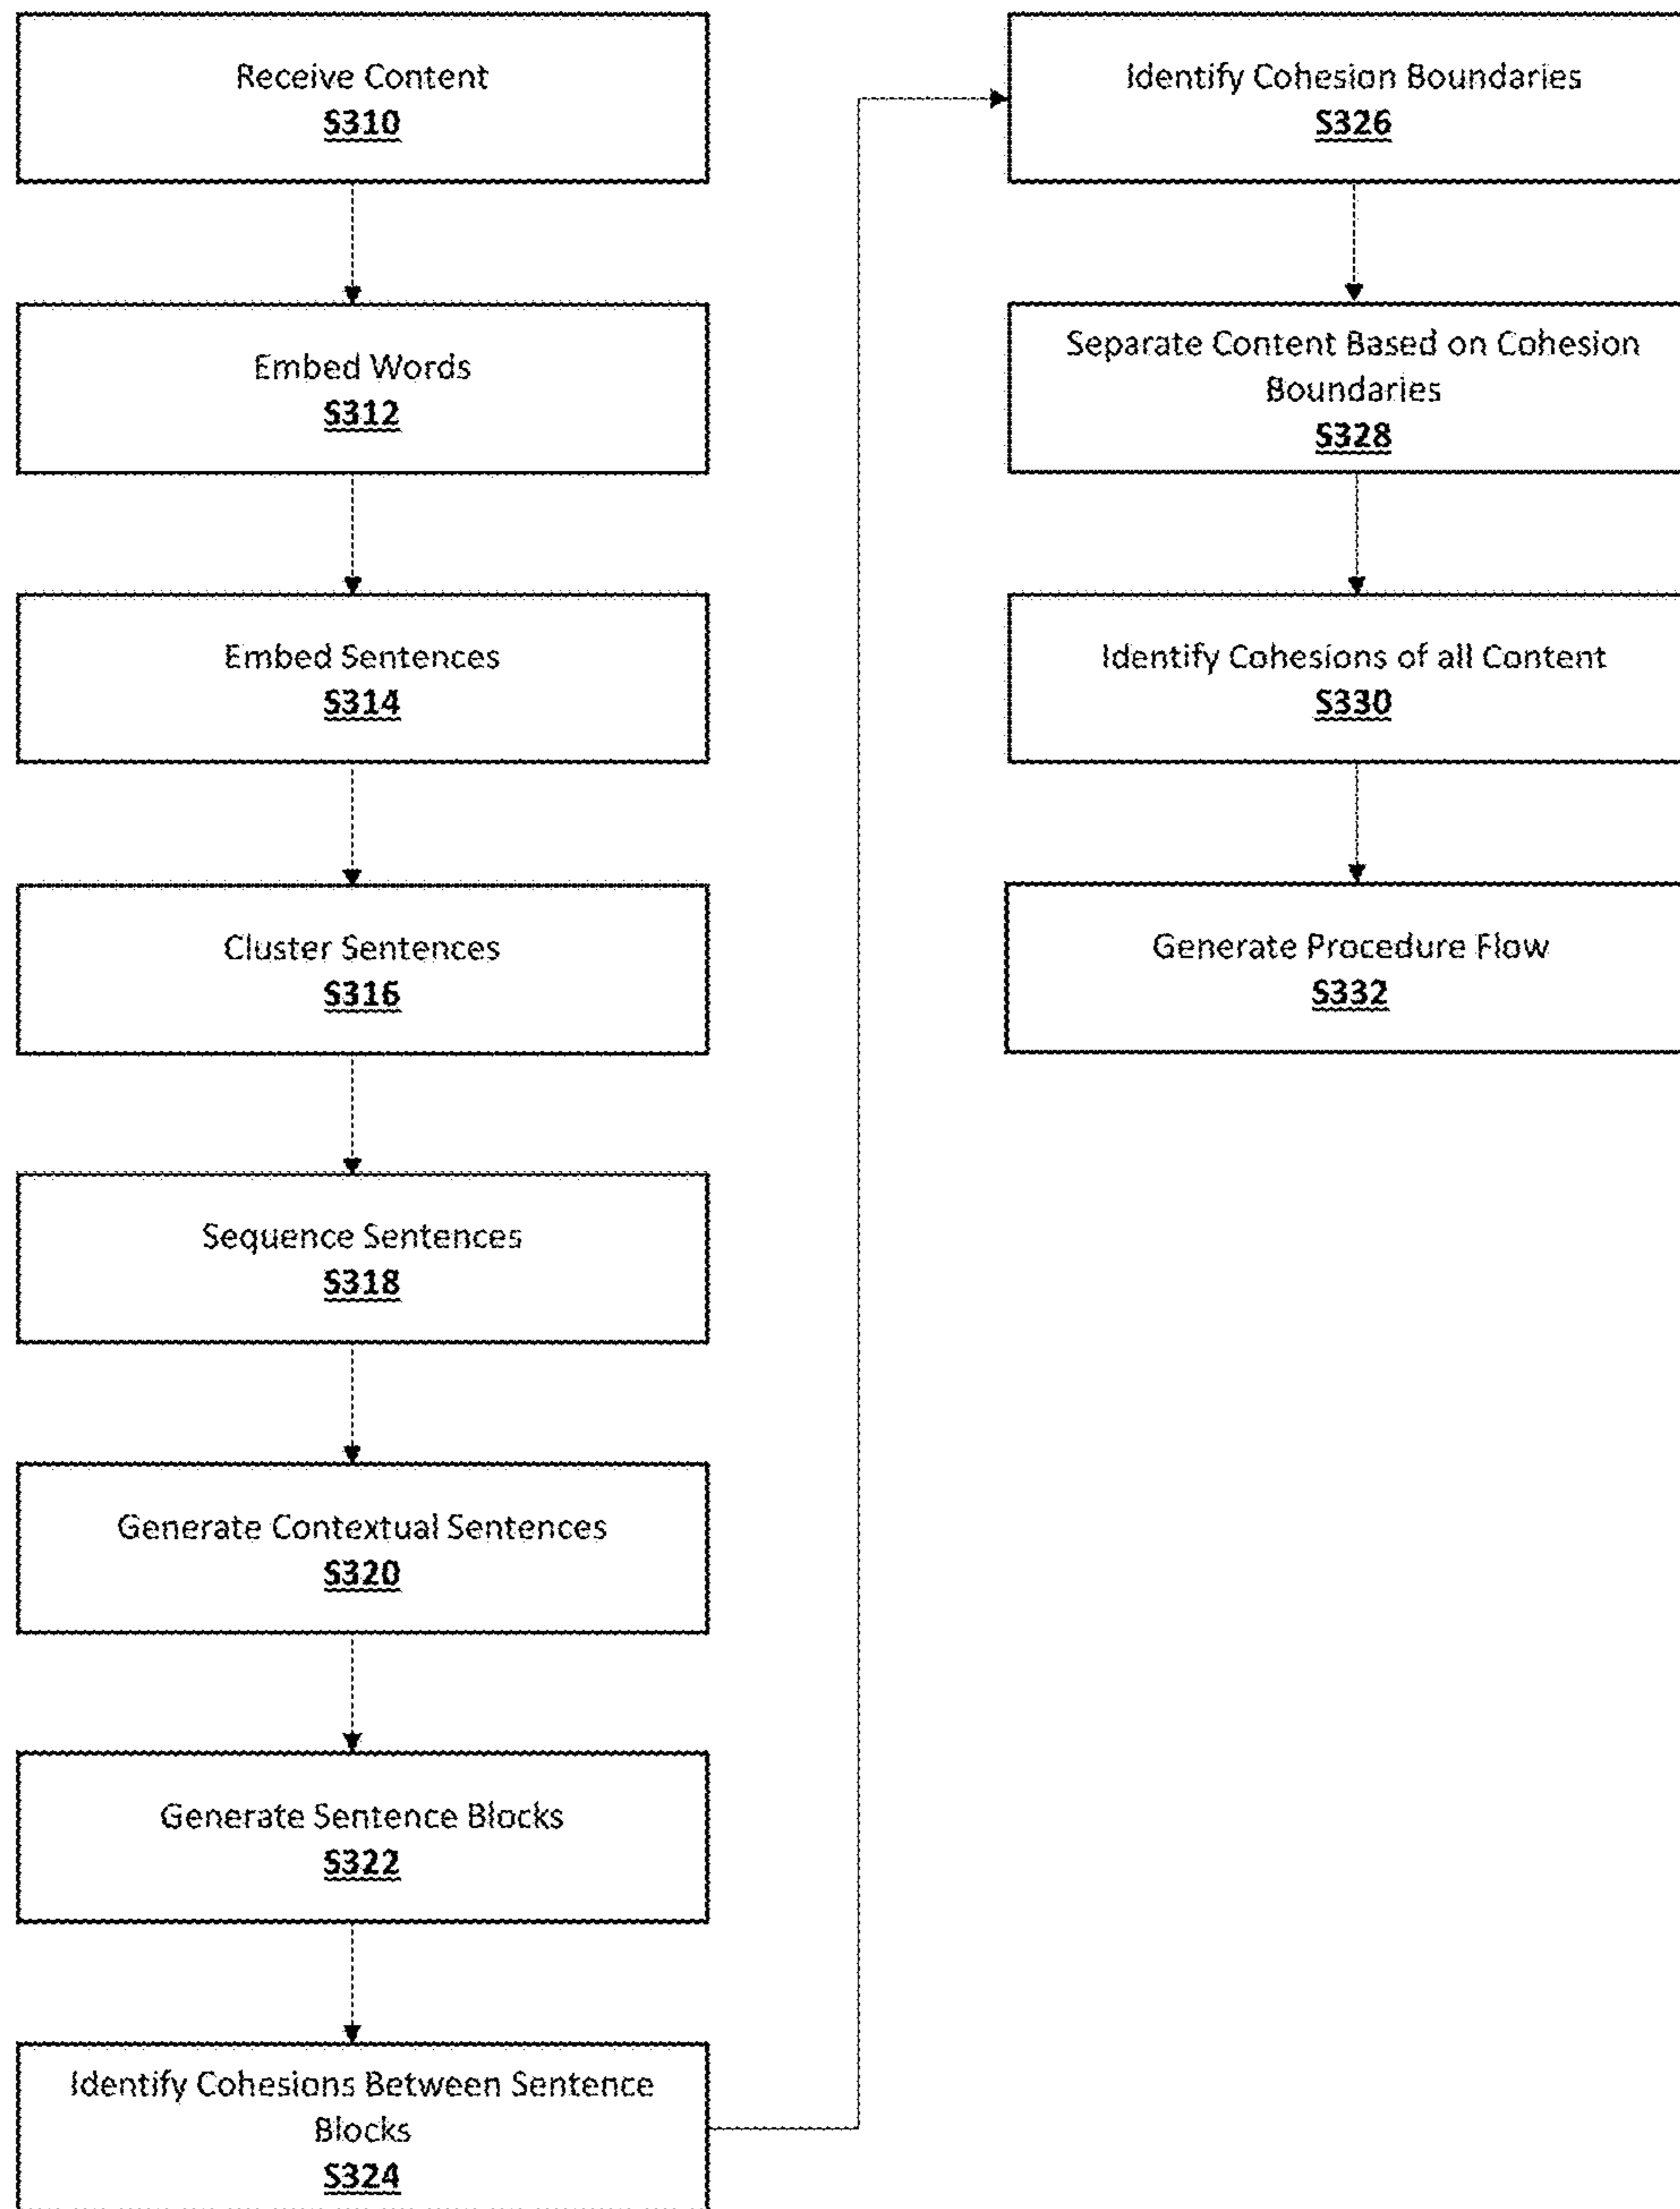 Receive Content
S310
Embed Words
S312
Embed Sentences
S314
Cluster Sentences
S316
Sequence Sentences
S318
Generate Contextual Sentences
S320
Generate Sentence Blocks
S322
Identify Cohesions Between Sentence
Blocks
S324
Identify Cohesion Boundaries
S326
Separate Content Based on Cohesion
Boundaries
S328
Identify Cohesions of all Content
S330
Generate Procedure Flow
S332